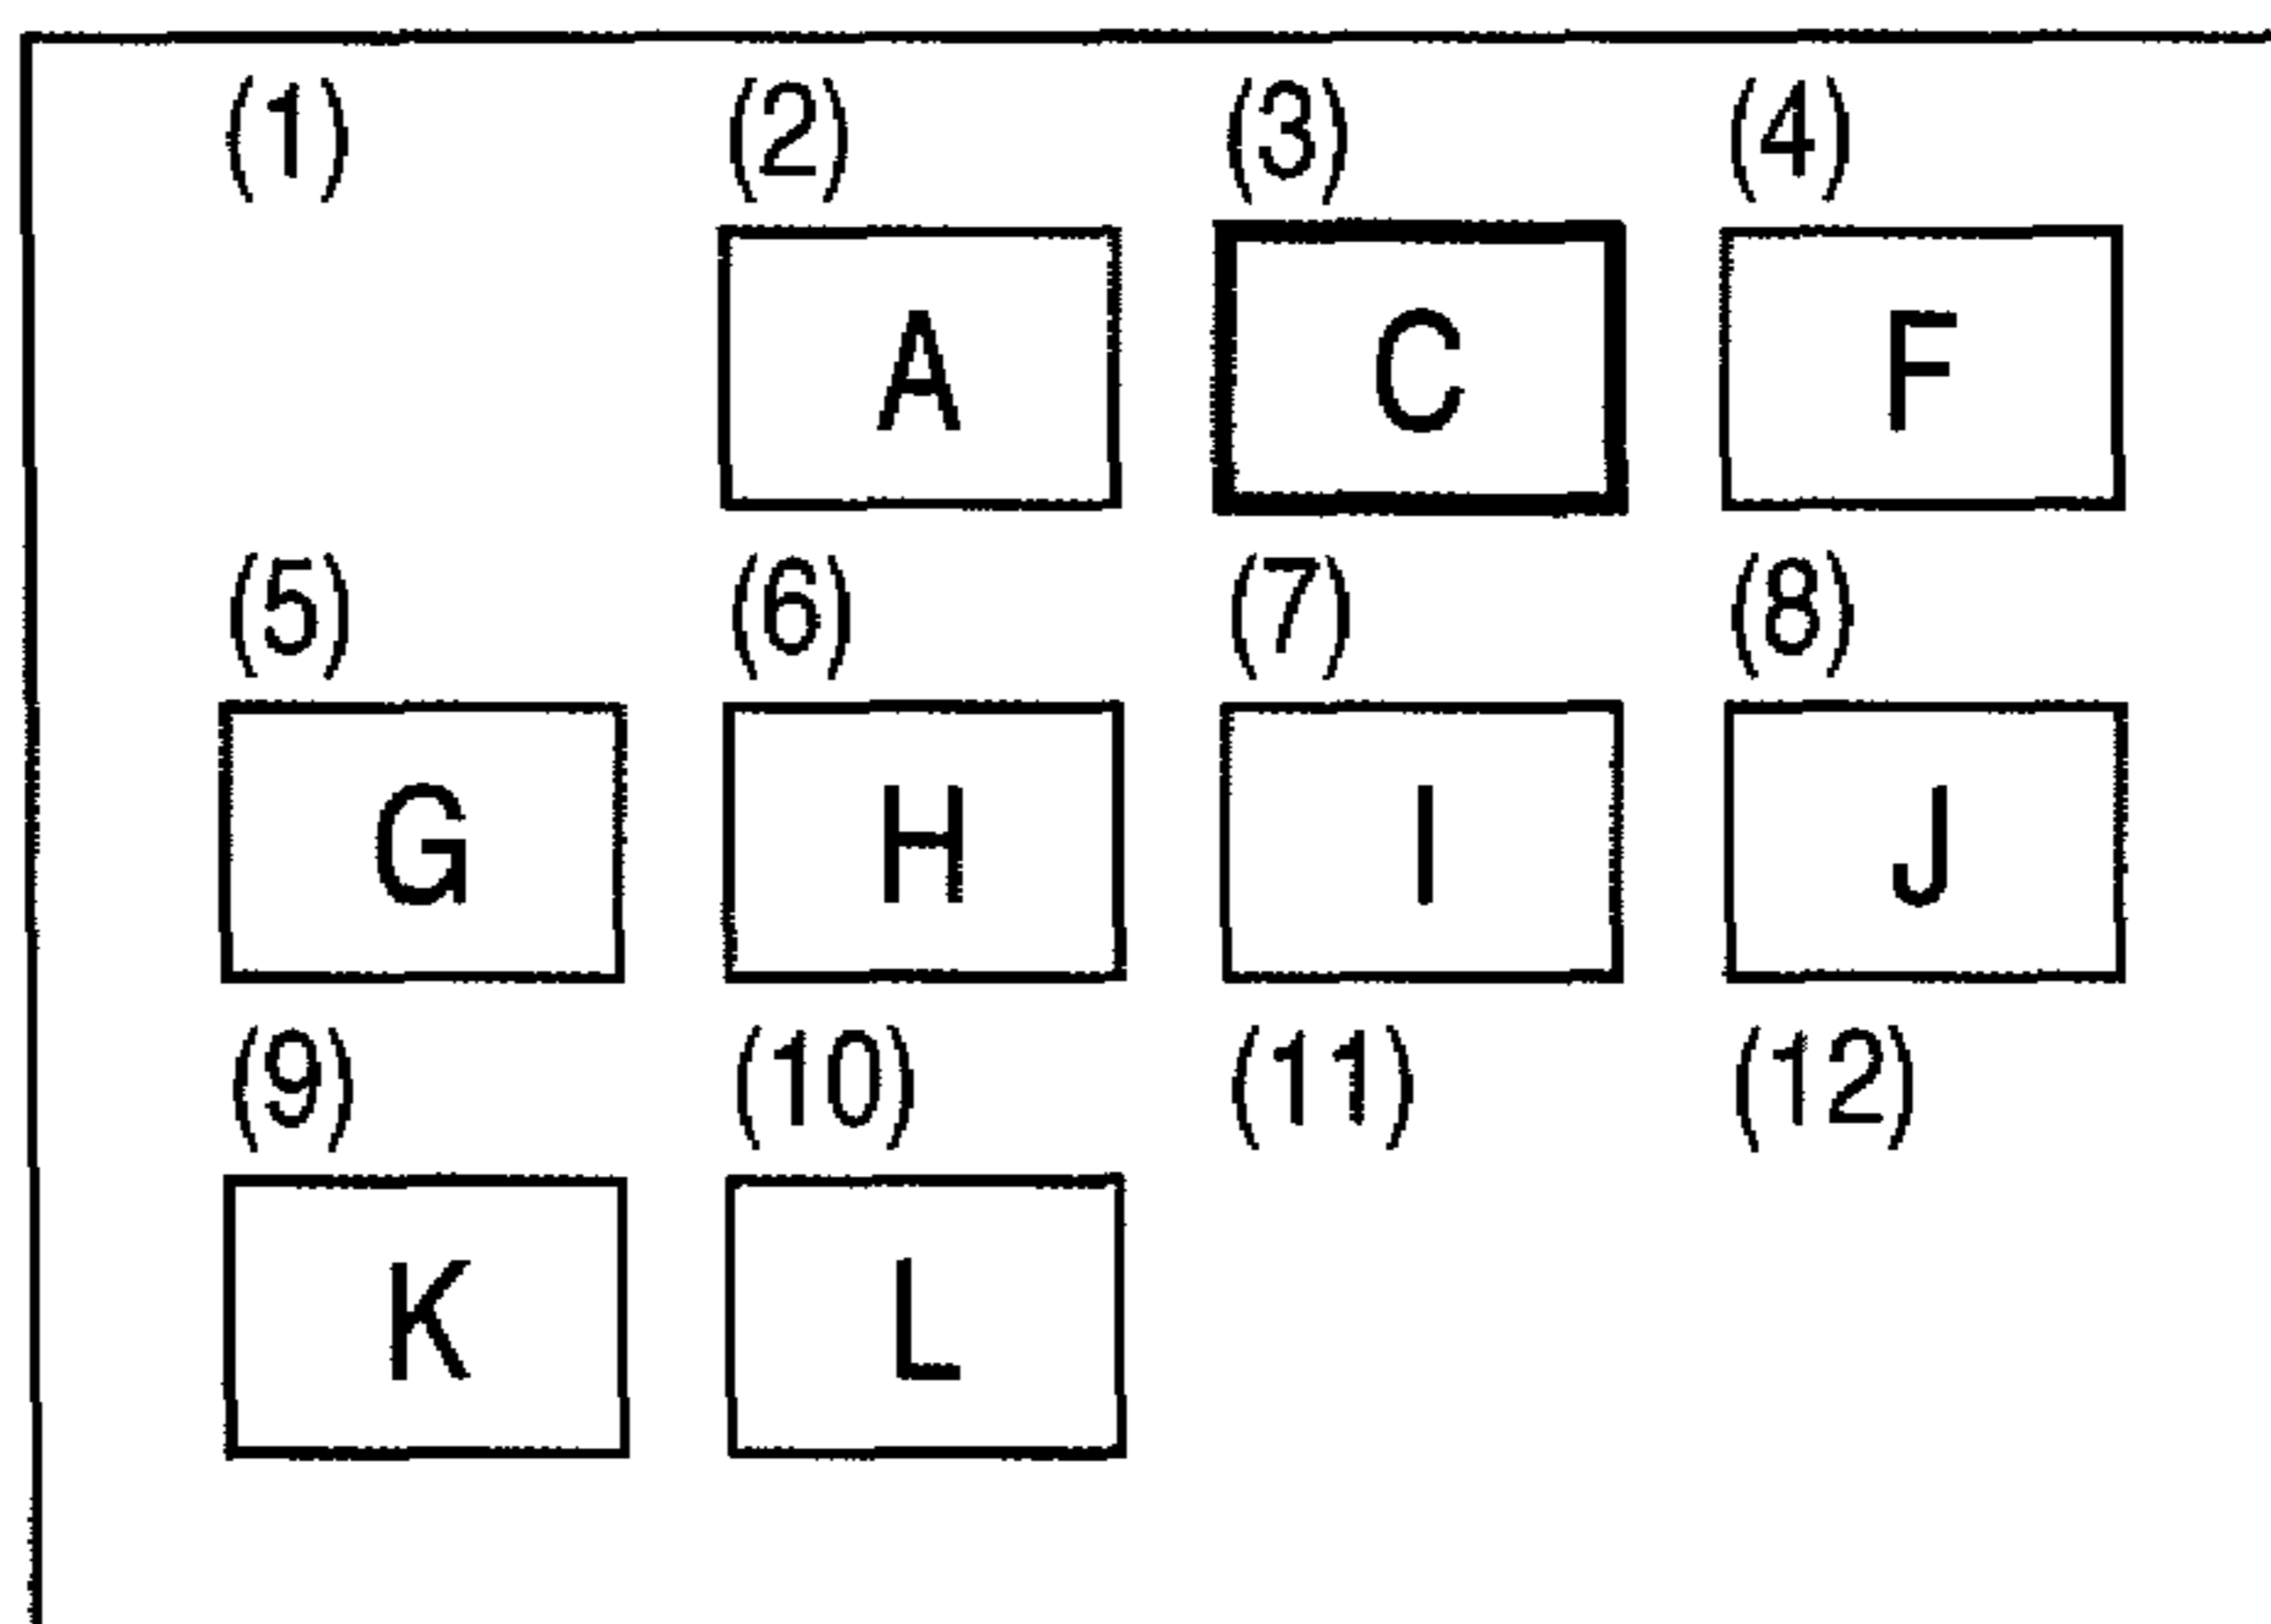 (1) (2) (3) (4)
A C F
(5) (6) (7) (8)
G H I J
(9) (10) (11) (12)
K L